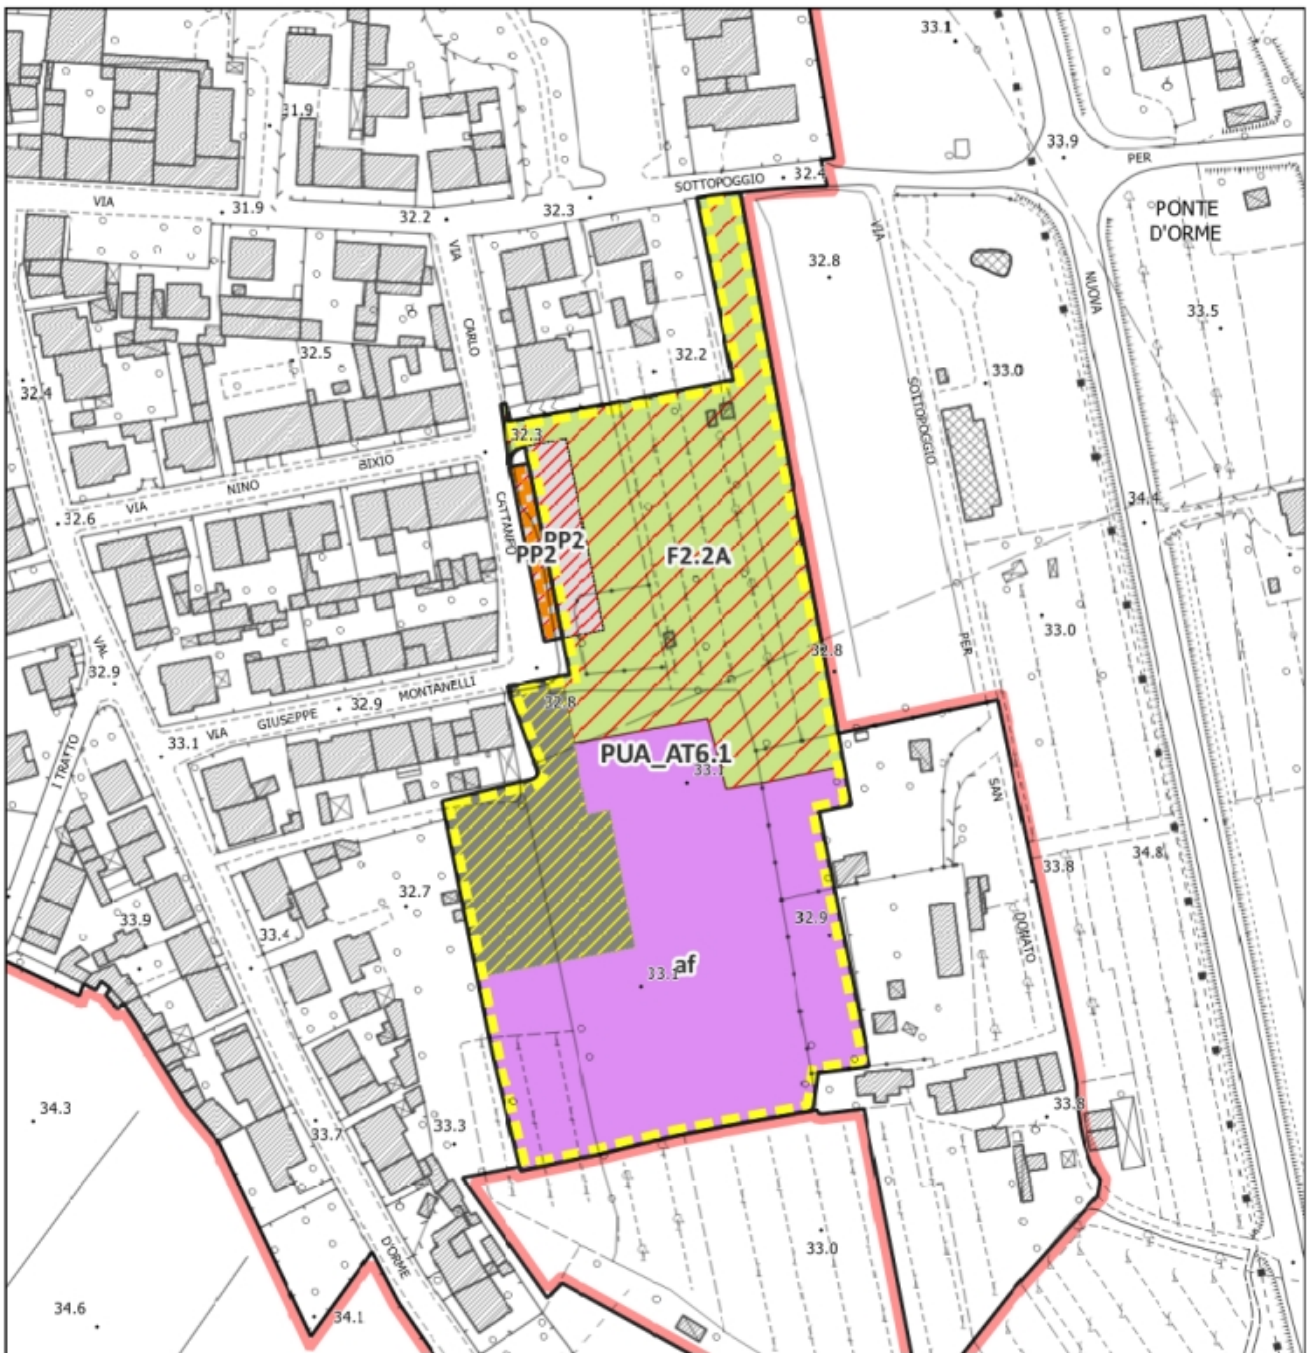 33.1
31.9
33.9
PER
SOTTOPOGGIO
32.4
VIA
31.9
32.2
32.3
PONTE
D'ORME
VIA
VIA
32.8
NUOVA
33.5
CARLO
32.5
32.2
33.0
32.4
SOTTOPOGGIO
32.3
BIXIO
NINO
VIA
CATTANEO
34.4
32.6
PP2
PP2
F2.2A
33.0
VAL
32.9
PER
32.8
MONTANELLI
32.8
GIUSEPPE
32.9
VIA
33.1
I TRATTO
PUA_AT6.1
33.1
SAN
34.8
33.8
32.7
33.9
32.9
DONATO
33.4
af
33.1
34.3
33.8
33.7
33.3
33.0
D'ORME
34.6
34.1